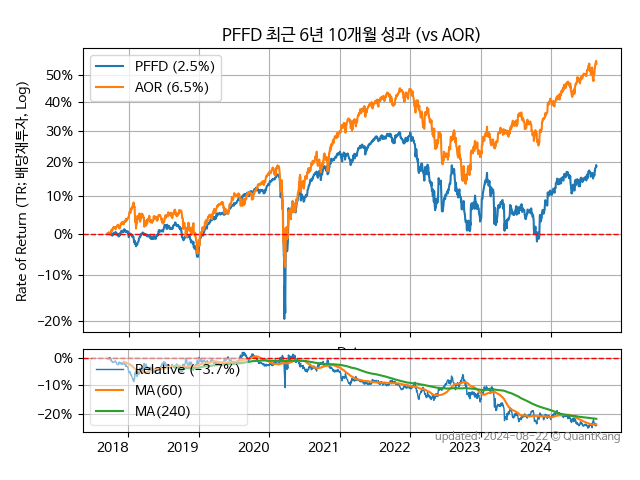 PFFD 최근 6년 10개월 성과 (vs AOR)
PFFD (2.5%)
AOR (6.5%)
Rate of Return (TR: 배당재투자, Log)
50%
40%
30%
20%
10%
0%
−10%
−20%
Relative (−3.7%)
MA(60)
MA(240)
0%
−10%
−20%
2018 2019 2020 2021 2022 2023 2024
updated: 2024-08-22 © QuantKang